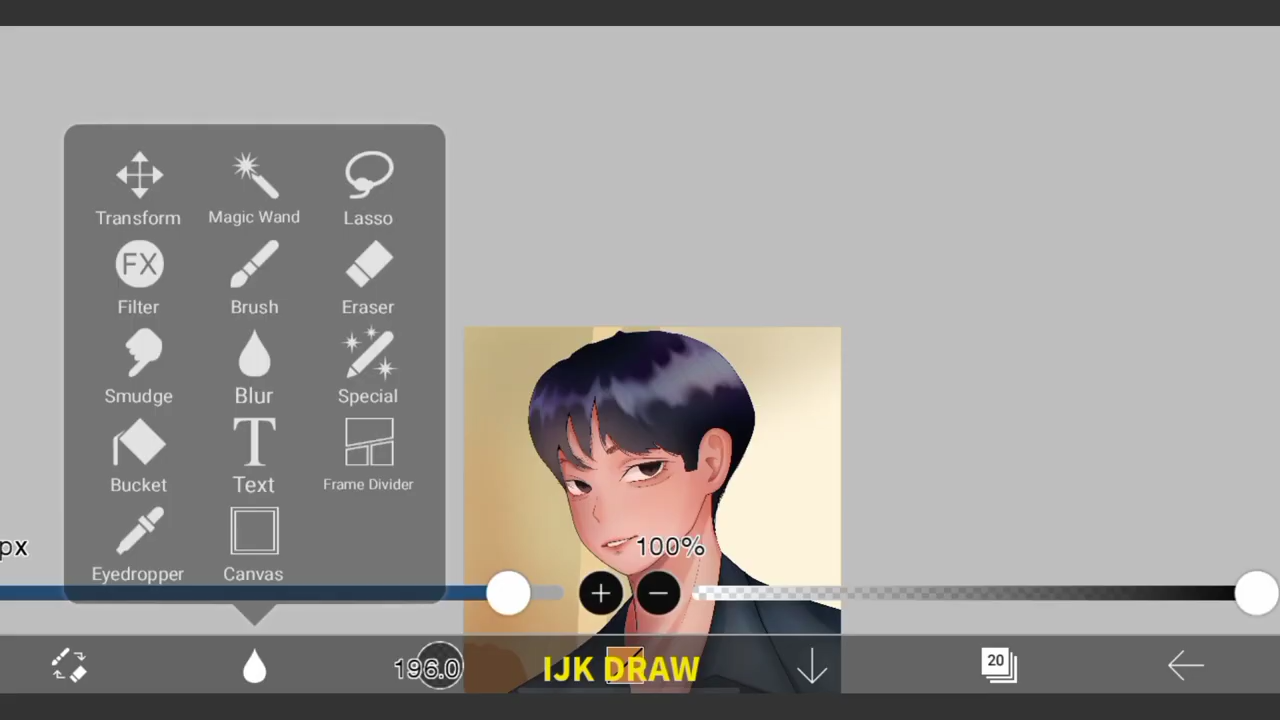 Transform Magic Wand Lasso
FX
Filter Brush Eraser
Smudge Blur Special
T
Bucket Text Frame Divider
px
100%
Eyedropper Canvas
+ −
196.0
IJK DRAW
20